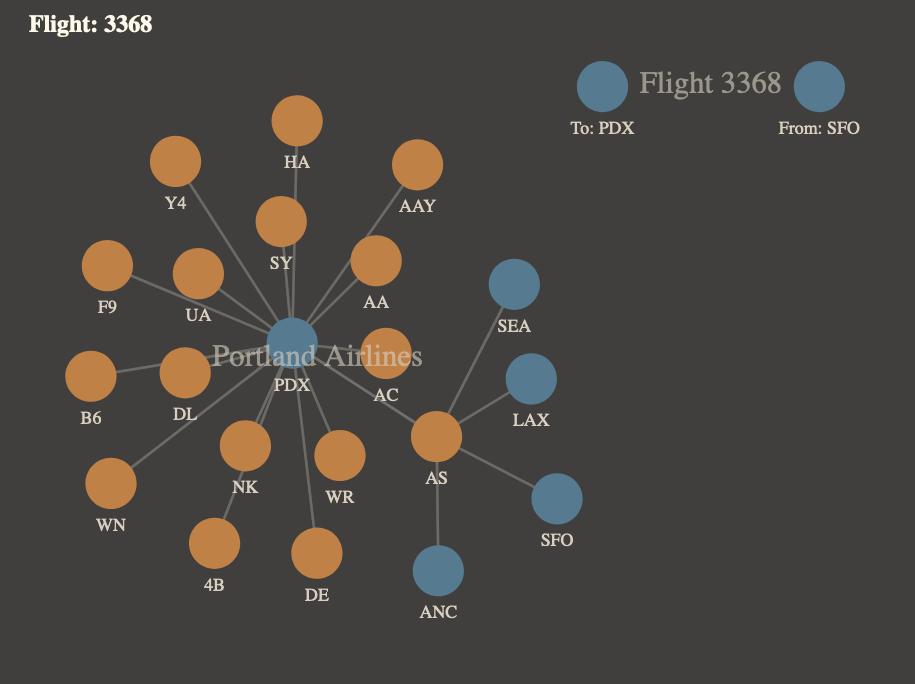 Flight: 3368
Flight 3368
To: PDX
From: SFO
HA
Y4
AAY
SY
AA
F9
UA
SEA
Portland Airlines
PDX
AC
B6
DL
LAX
AS
NK
WR
WN
SFO
4B
DE
ANC